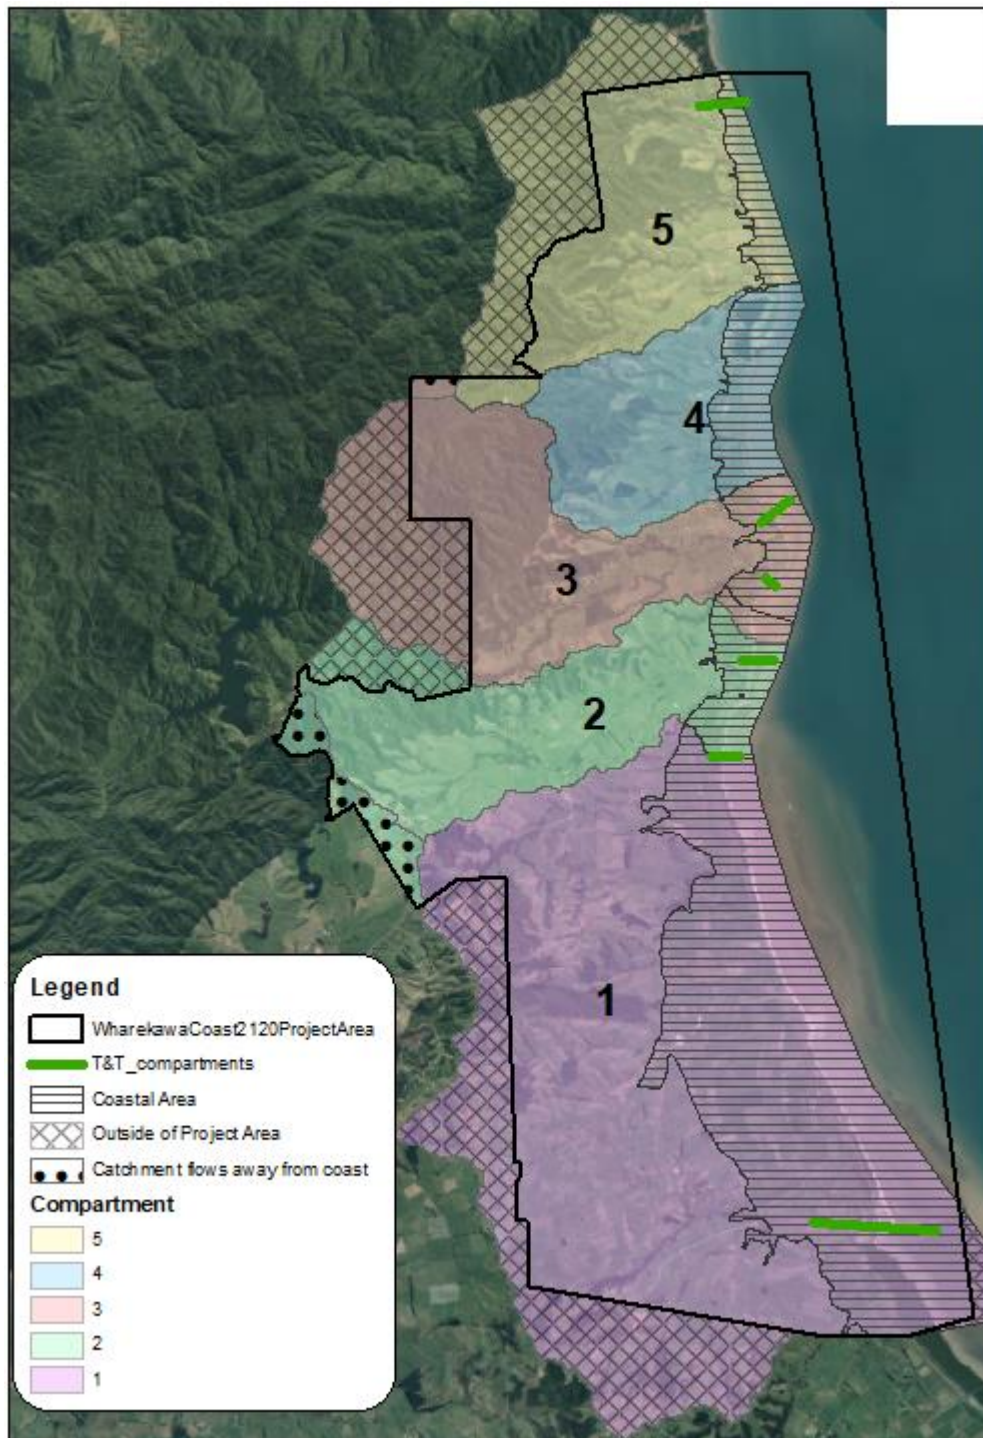 5
4
3
2
1
Legend
WharekawaCoast2120ProjectArea
T&T_compartments
Coastal Area
Outside of Project Area
Catchment flows away from coast
Compartment
5
4
3
2
1